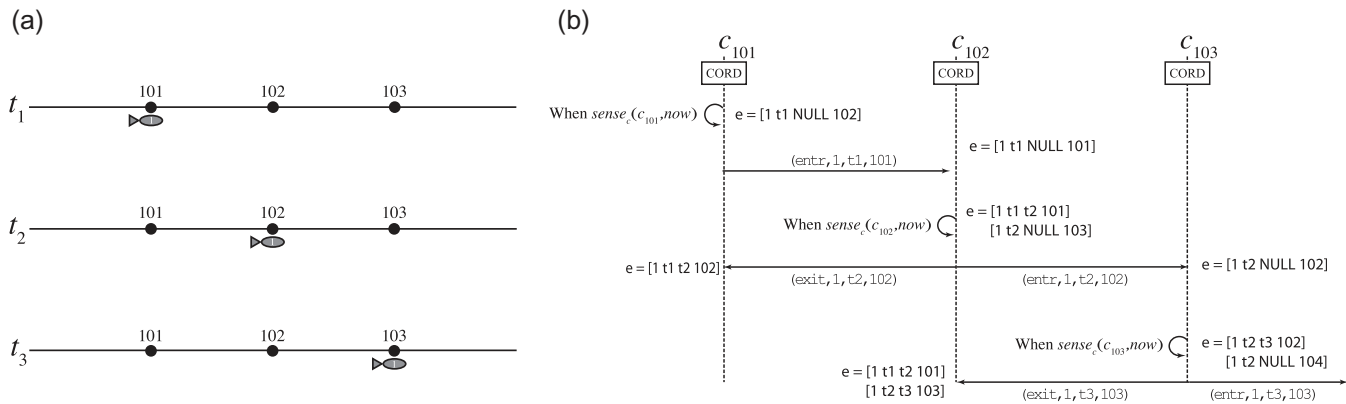 (a)
101 102 103
t1
1
101 102 103
t2
1
101 102 103
t3
1
(b)
c101 c102 c103
CORD CORD CORD
When sensec(c101,now) e = [1 t1 NULL 102]
e = [1 t1 NULL 101]
(entr,1,t1,101)
When sensec(c102,now) e = [1 t1 t2 101]
[1 t2 NULL 103]
e = [1 t1 t2 102] e = [1 t2 NULL 102]
(exit,1,t2,102) (entr,1,t2,102)
When sensec(c103,now) e = [1 t2 t3 102]
[1 t2 NULL 104]
e = [1 t1 t2 101]
[1 t2 t3 103]
(exit,1,t3,103) (entr,1,t3,103)